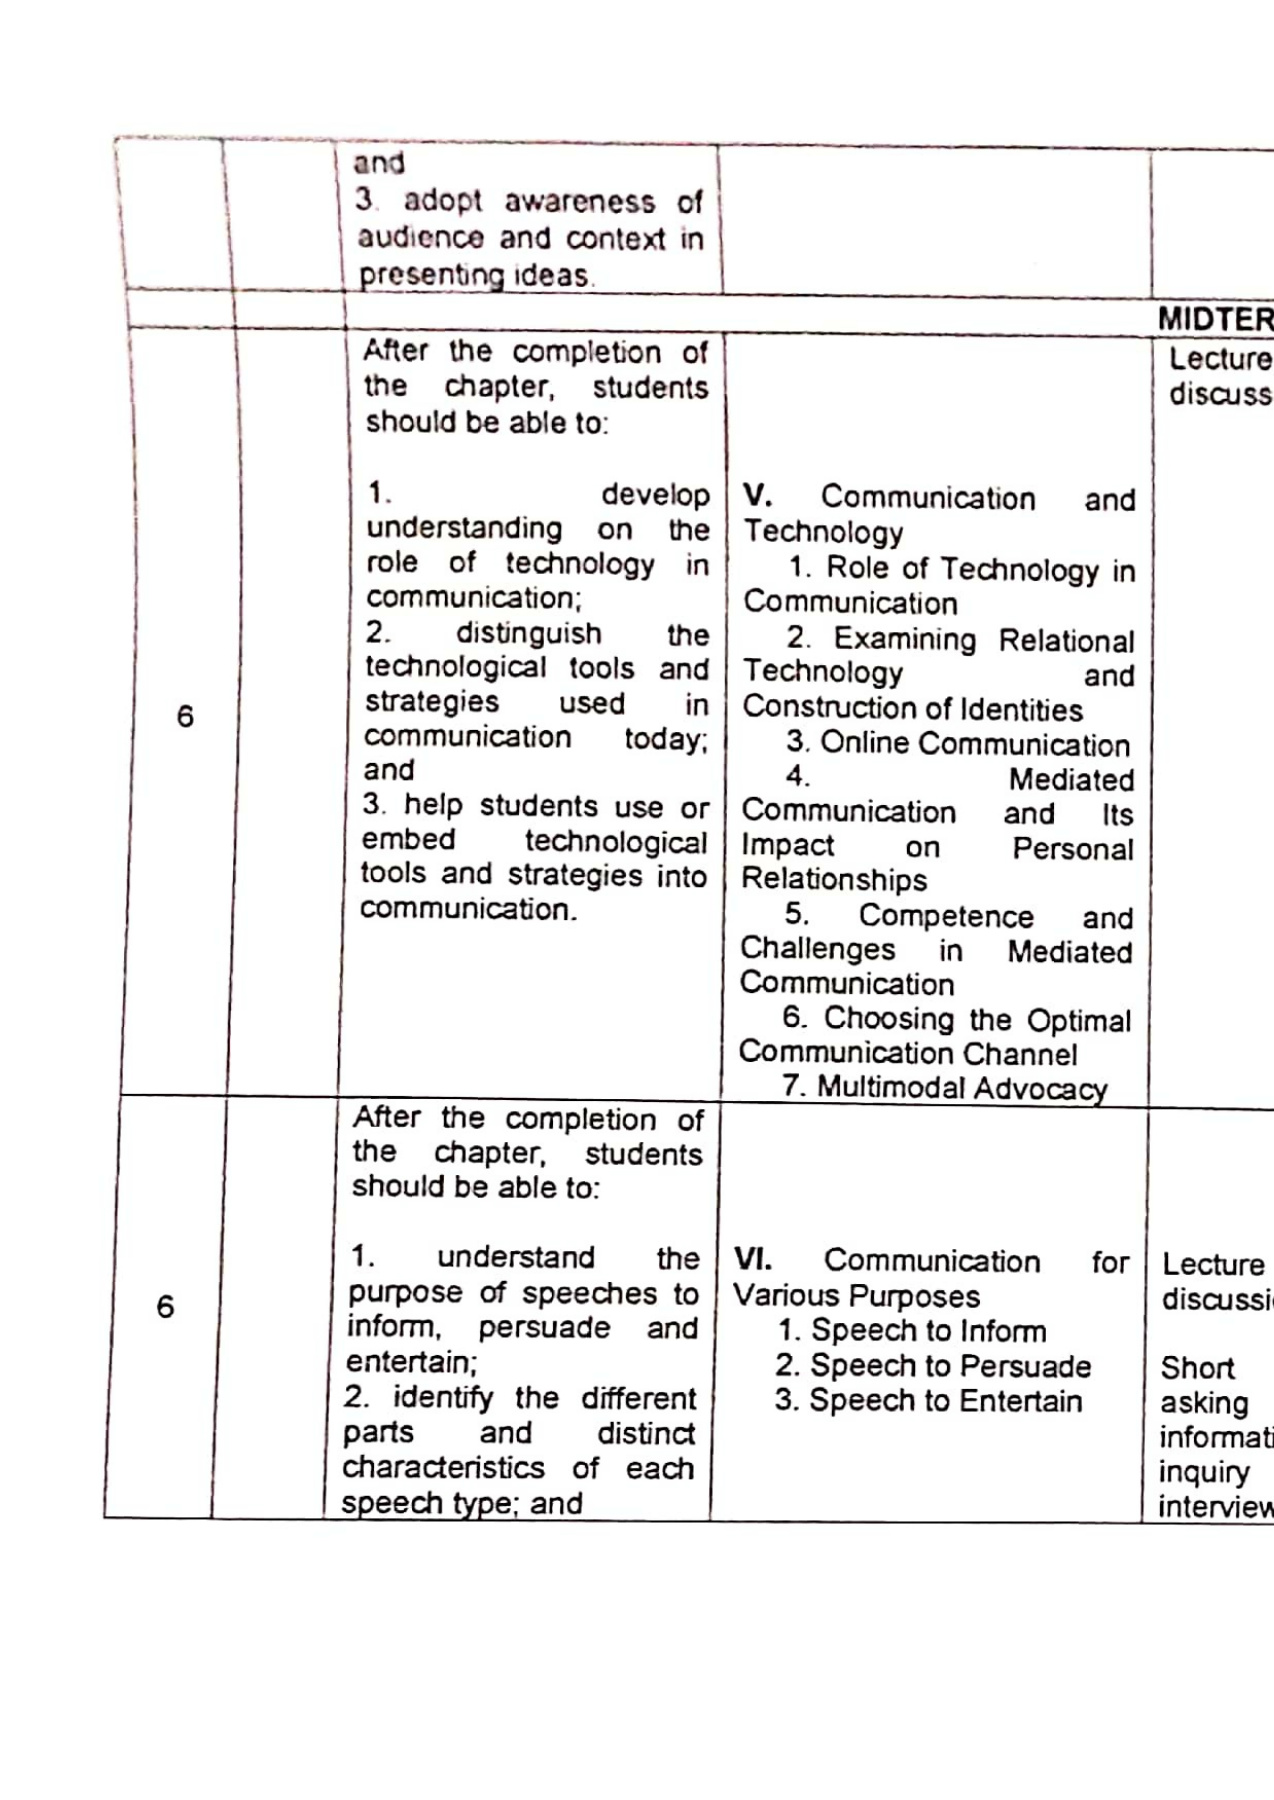 and
3. adopt awareness of
audience and context in
presenting ideas.
MIDTER
6
After the completion of
the chapter, students
should be able to:
1. develop
understanding on the
role of technology in
communication;
2. distinguish the
technological tools and
strategies used in
communication today;
and
3. help students use or
embed technological
tools and strategies into
communication.
V. Communication and
Technology
1. Role of Technology in
Communication
2. Examining Relational
Technology and
Construction of Identities
3. Online Communication
4. Mediated
Communication and Its
Impact on Personal
Relationships
5. Competence and
Challenges in Mediated
Communication
6. Choosing the Optimal
Communication Channel
7. Multimodal Advocacy
Lecture
discuss
6
After the completion of
the chapter, students
should be able to:
1. understand the
purpose of speeches to
inform, persuade and
entertain;
2. identify the different
parts and distinct
characteristics of each
speech type; and
VI. Communication for
Various Purposes
1. Speech to Inform
2. Speech to Persuade
3. Speech to Entertain
Lecture
discussi
Short
asking
informati
inquiry
interview